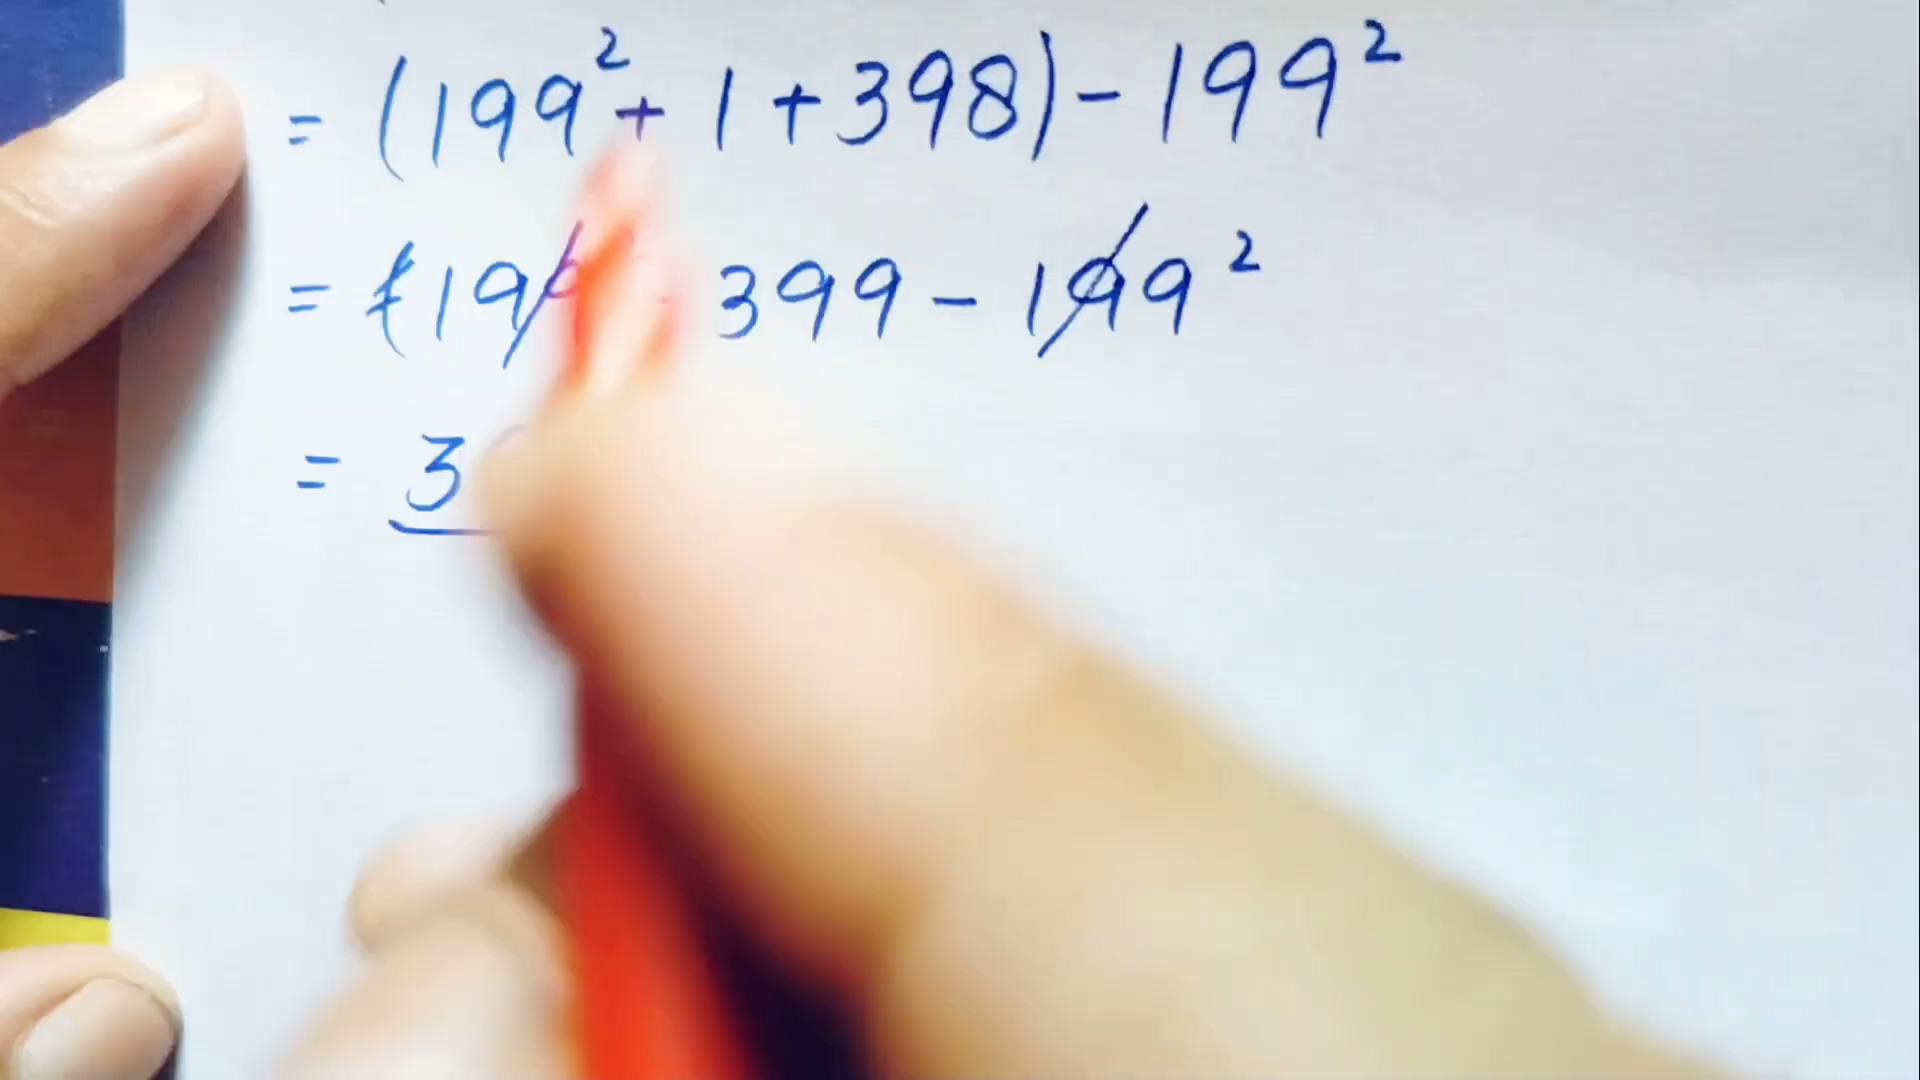 = (199² + 1 + 398) - 199²
= 19 399 - 199²
= 3